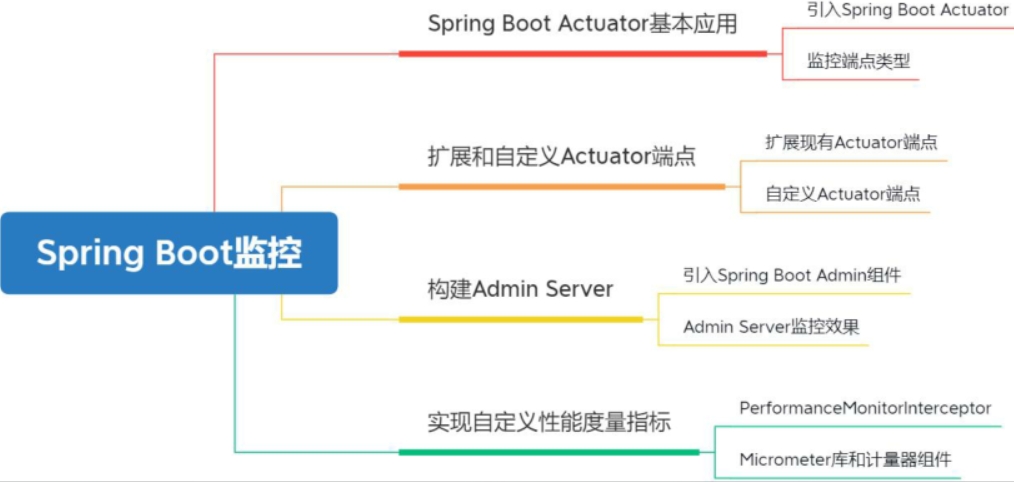 Spring Boot监控
Spring Boot Actuator基本应用
引入Spring Boot Actuator
监控端点类型
扩展和自定义Actuator端点
扩展现有Actuator端点
自定义Actuator端点
构建Admin Server
引入Spring Boot Admin组件
Admin Server监控效果
实现自定义性能度量指标
PerformanceMonitorInterceptor
Micrometer库和计量器组件